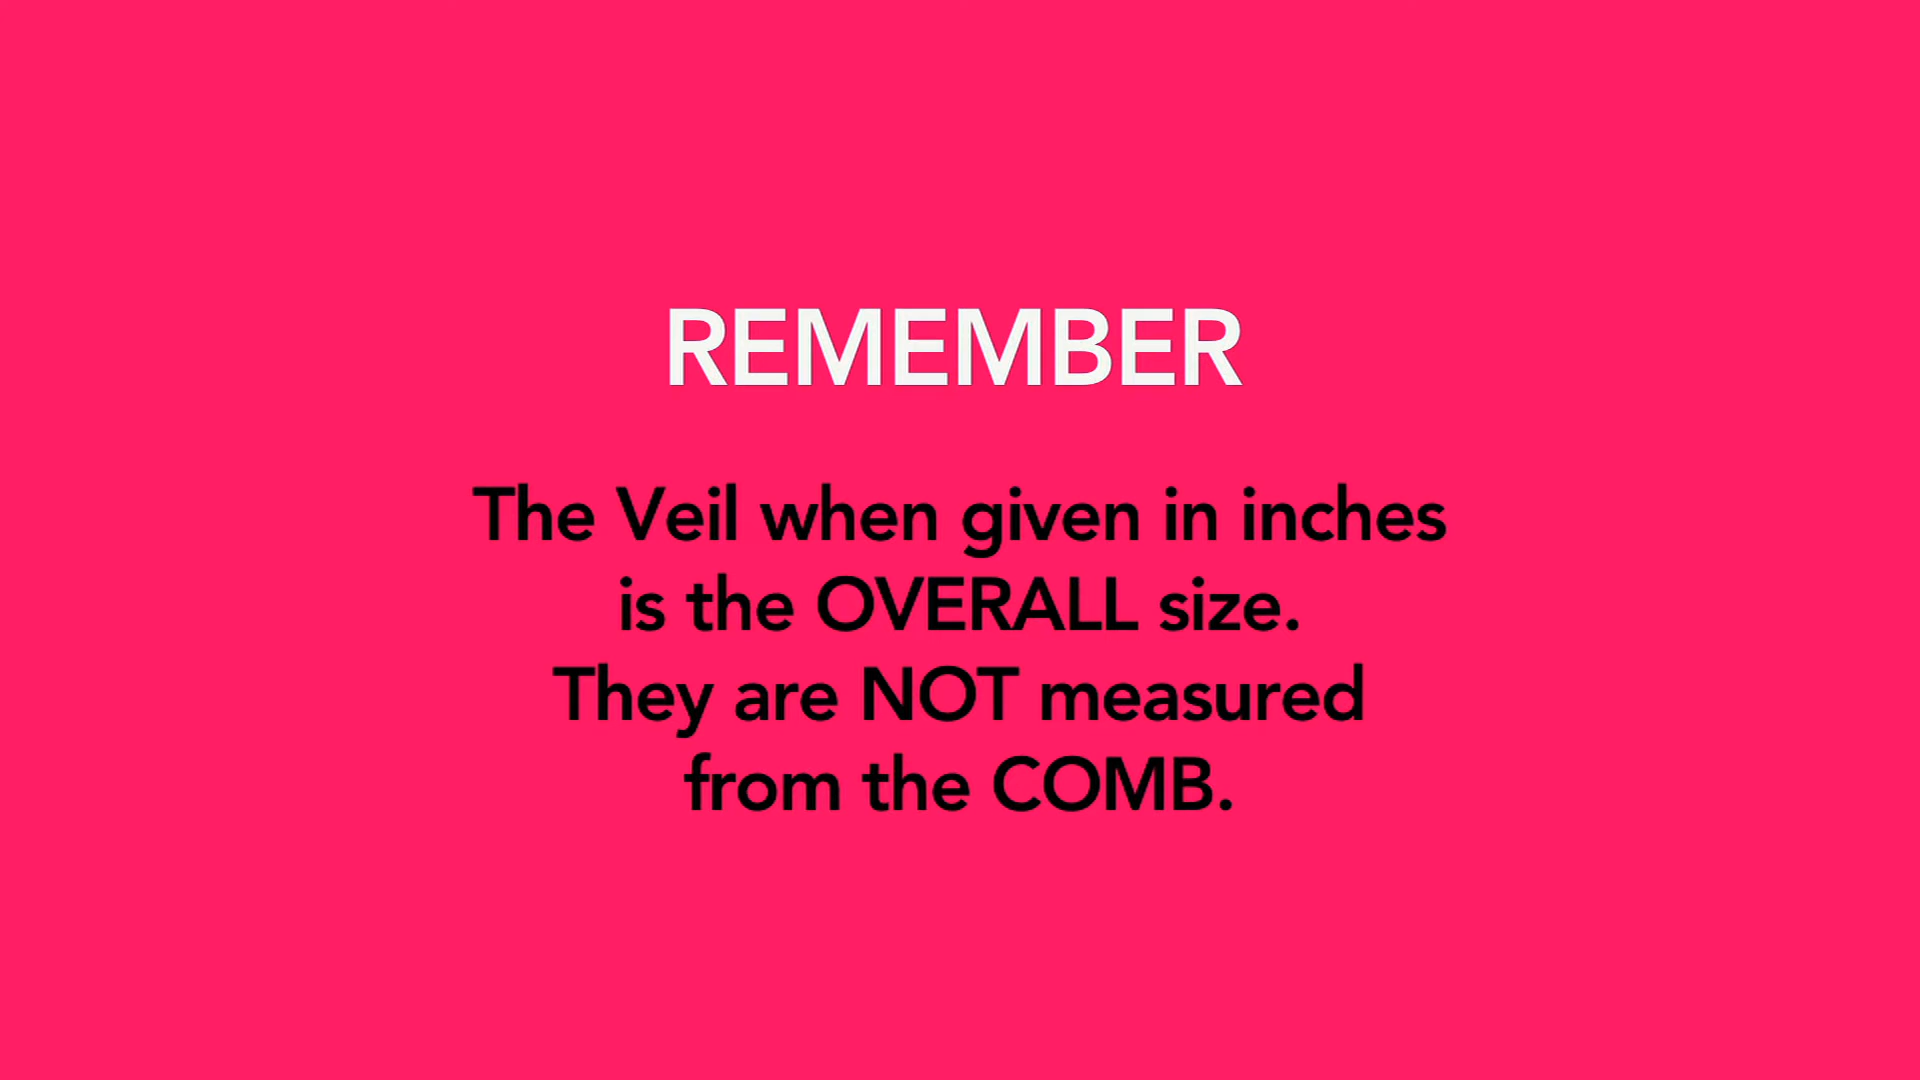 REMEMBER
The Veil when given in inches
is the OVERALL size.
They are NOT measured
from the COMB.